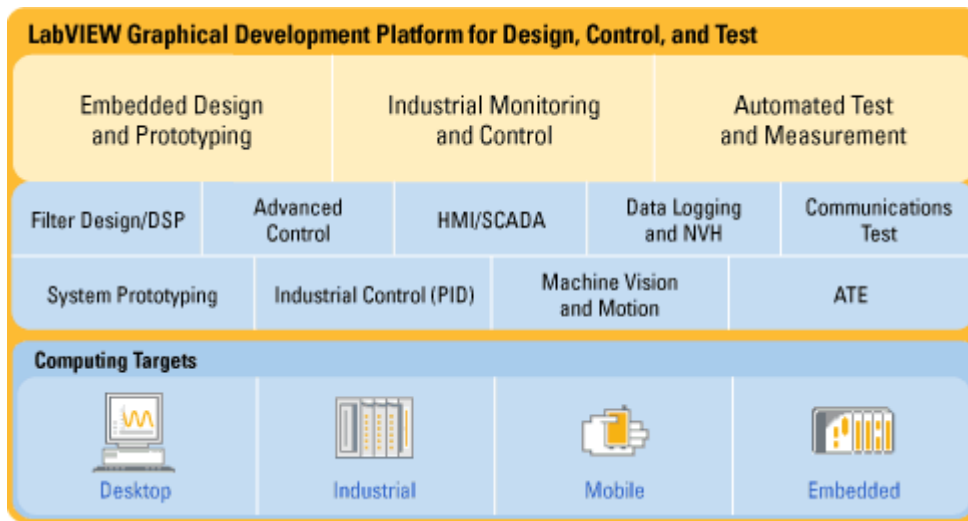 LabVIEW Graphical Development Platform for Design, Control, and Test
Embedded Design
and Prototyping
Industrial Monitoring
and Control
Automated Test
and Measurement
Filter Design/DSP
Advanced
Control
HMI/SCADA
Data Logging
and NVH
Communications
Test
System Prototyping
Industrial Control (PID)
Machine Vision
and Motion
ATE
Computing Targets
Desktop
Industrial
Mobile
Embedded